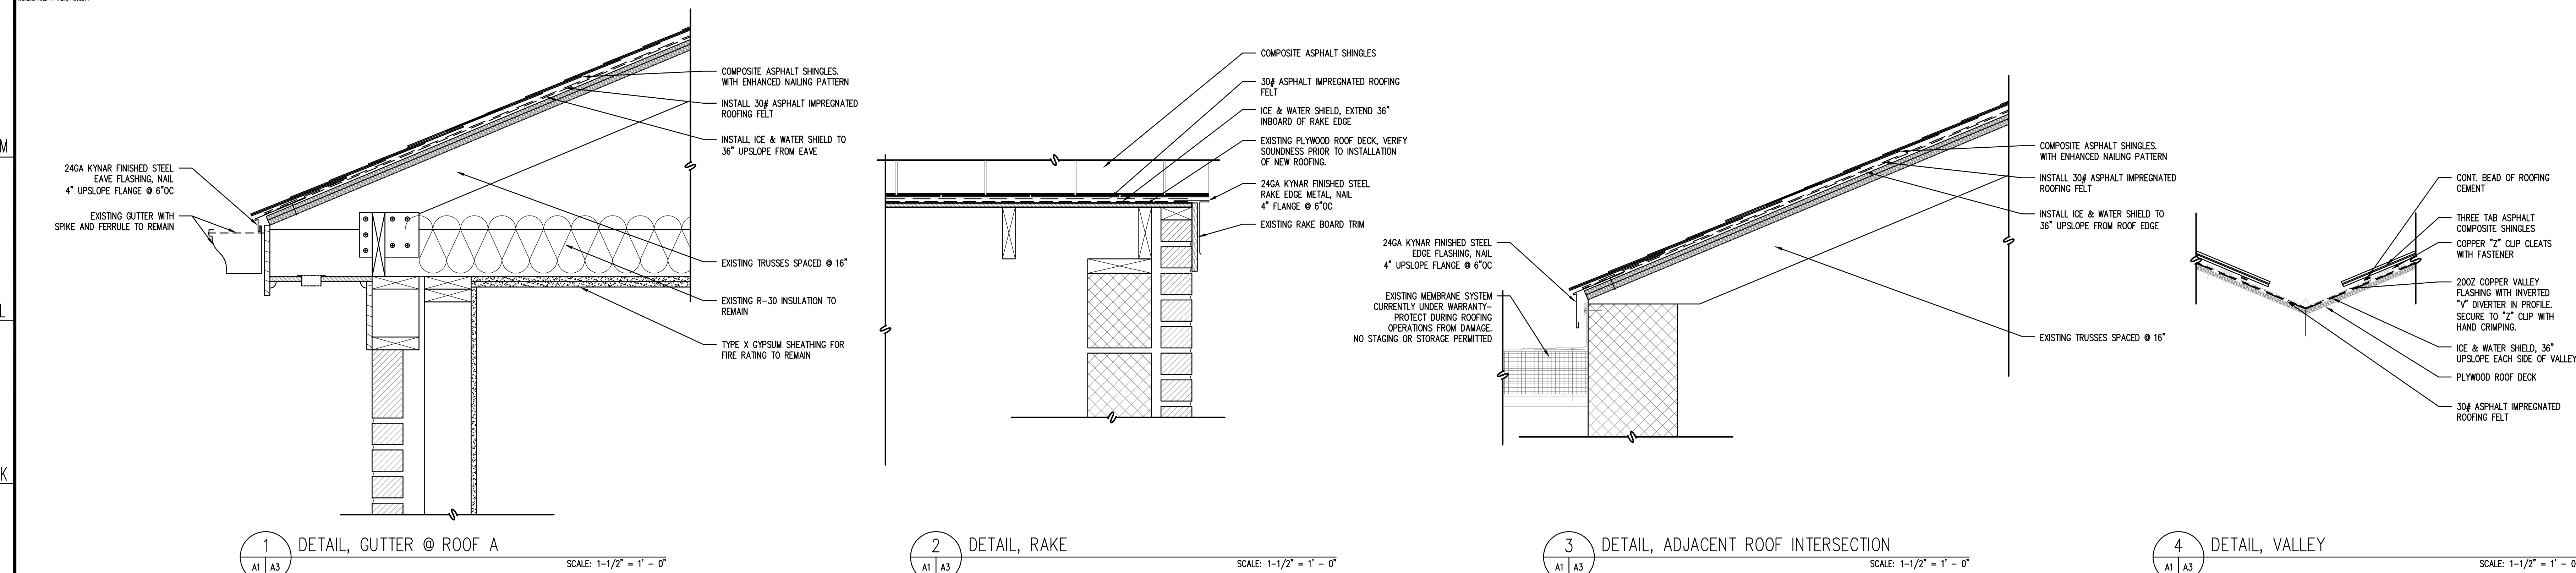 M
L
K
24GA KYNAR FINISHED STEEL
EAVE FLASHING, NAIL
4" UPSLOPE FLANGE @ 6"OC
EXISTING GUTTER WITH
SPIKE AND FERRULE TO REMAIN
COMPOSITE ASPHALT SHINGLES.
WITH ENHANCED NAILING PATTERN
INSTALL 30# ASPHALT IMPREGNATED
ROOFING FELT
INSTALL ICE & WATER SHIELD TO
36" UPSLOPE FROM EAVE
EXISTING TRUSSES SPACED @ 16"
EXISTING R-30 INSULATION TO
REMAIN
TYPE X GYPSUM SHEATHING FOR
FIRE RATING TO REMAIN
1
A1 A3
DETAIL, GUTTER @ ROOF A
SCALE: 1-1/2" = 1' - 0"
COMPOSITE ASPHALT SHINGLES
30# ASPHALT IMPREGNATED ROOFING
FELT
ICE & WATER SHIELD, EXTEND 36"
INBOARD OF RAKE EDGE
EXISTING PLYWOOD ROOF DECK, VERIFY
SOUNDNESS PRIOR TO INSTALLATION
OF NEW ROOFING.
24GA KYNAR FINISHED STEEL
RAKE EDGE METAL, NAIL
4" FLANGE @ 6"OC
EXISTING RAKE BOARD TRIM
2
A1 A3
DETAIL, RAKE
SCALE: 1-1/2" = 1' - 0"
24GA KYNAR FINISHED STEEL
EDGE FLASHING, NAIL
4" UPSLOPE FLANGE @ 6"OC
EXISTING MEMBRANE SYSTEM
CURRENTLY UNDER WARRANTY-
PROTECT DURING ROOFING
OPERATIONS FROM DAMAGE.
NO STAGING OR STORAGE PERMITTED
COMPOSITE ASPHALT SHINGLES.
WITH ENHANCED NAILING PATTERN
INSTALL 30# ASPHALT IMPREGNATED
ROOFING FELT
INSTALL ICE & WATER SHIELD TO
36" UPSLOPE FROM ROOF EDGE
EXISTING TRUSSES SPACED @ 16"
3
A1 A3
DETAIL, ADJACENT ROOF INTERSECTION
SCALE: 1-1/2" = 1' - 0"
CONT. BEAD OF ROOFING
CEMENT
THREE TAB ASPHALT
COMPOSITE SHINGLES
COPPER "Z" CLIP CLEATS
WITH FASTENER
20OZ COPPER VALLEY
FLASHING WITH INVERTED
"V" DIVERTER IN PROFILE.
SECURE TO "Z" CLIP WITH
HAND CRIMPING.
ICE & WATER SHIELD, 36"
UPSLOPE EACH SIDE OF VALLEY
PLYWOOD ROOF DECK
30# ASPHALT IMPREGNATED
ROOFING FELT
4
A1 A3
DETAIL, VALLEY
SCALE: 1-1/2" = 1' - 0